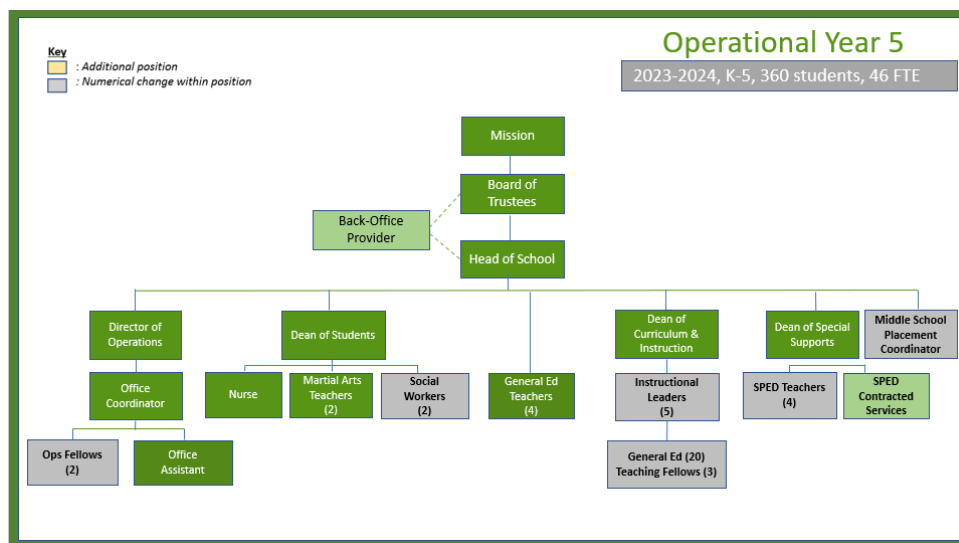 Operational Year 5
2023-2024, K-5, 360 students, 46 FTE
Key
: Additional position
: Numerical change within position
Mission
Board of
Trustees
Back-Office
Provider
Head of School
Director of
Operations
Dean of Students
Dean of
Curriculum &
Instruction
Dean of Special
Supports
Middle School
Placement
Coordinator
Office
Coordinator
Nurse
Martial Arts
Teachers
(2)
Social
Workers
(2)
General Ed
Teachers
(4)
Instructional
Leaders
(5)
SPED Teachers
(4)
SPED
Contracted
Services
Ops Fellows
(2)
Office
Assistant
General Ed (20)
Teaching Fellows (3)